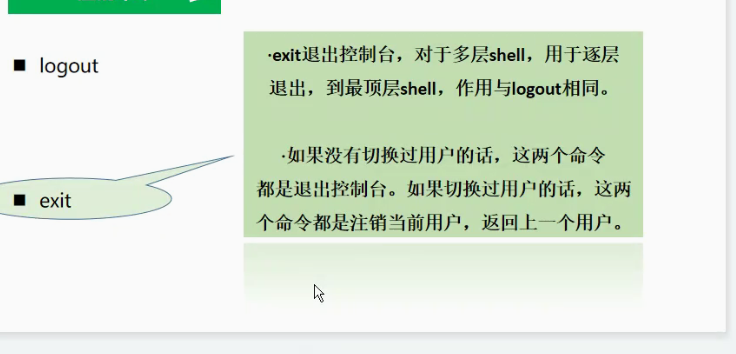 ■ logout
·exit退出控制台，对于多层shell，用于逐层
退出，到最顶层shell，作用与logout相同。
·如果没有切换过用户的话，这两个命令
都是退出控制台。如果切换过用户的话，这两
个命令都是注销当前用户，返回上一个用户。
■ exit